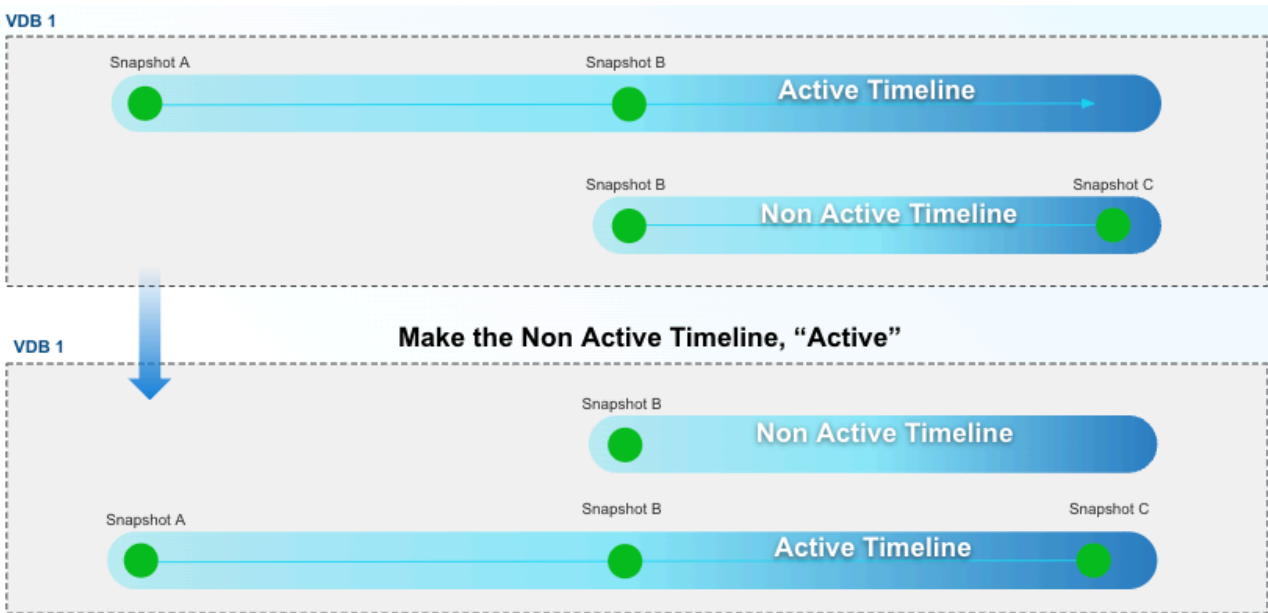 VDB 1
Snapshot A
Snapshot B
Active Timeline
Snapshot B
Snapshot C
Non Active Timeline
Make the Non Active Timeline, “Active”
VDB 1
Snapshot B
Non Active Timeline
Snapshot A
Snapshot B
Snapshot C
Active Timeline